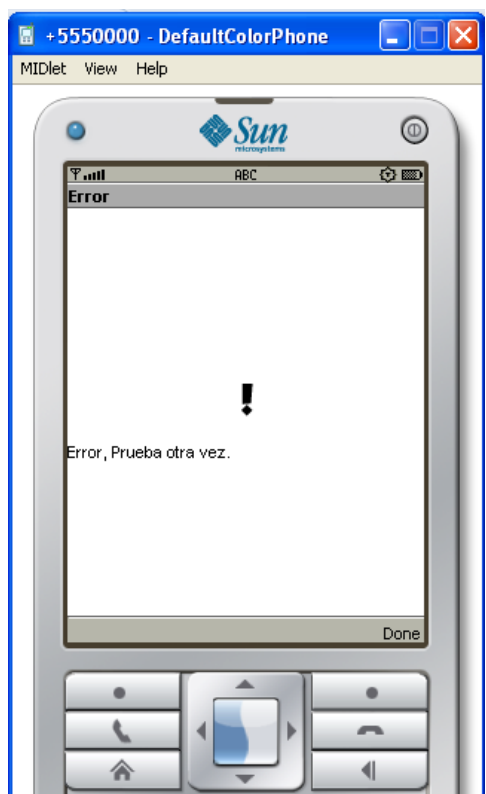 +5550000 - DefaultColorPhone
MIDlet View Help
Sun
microsystems
ABC
Error
!
Error, Prueba otra vez.
Done